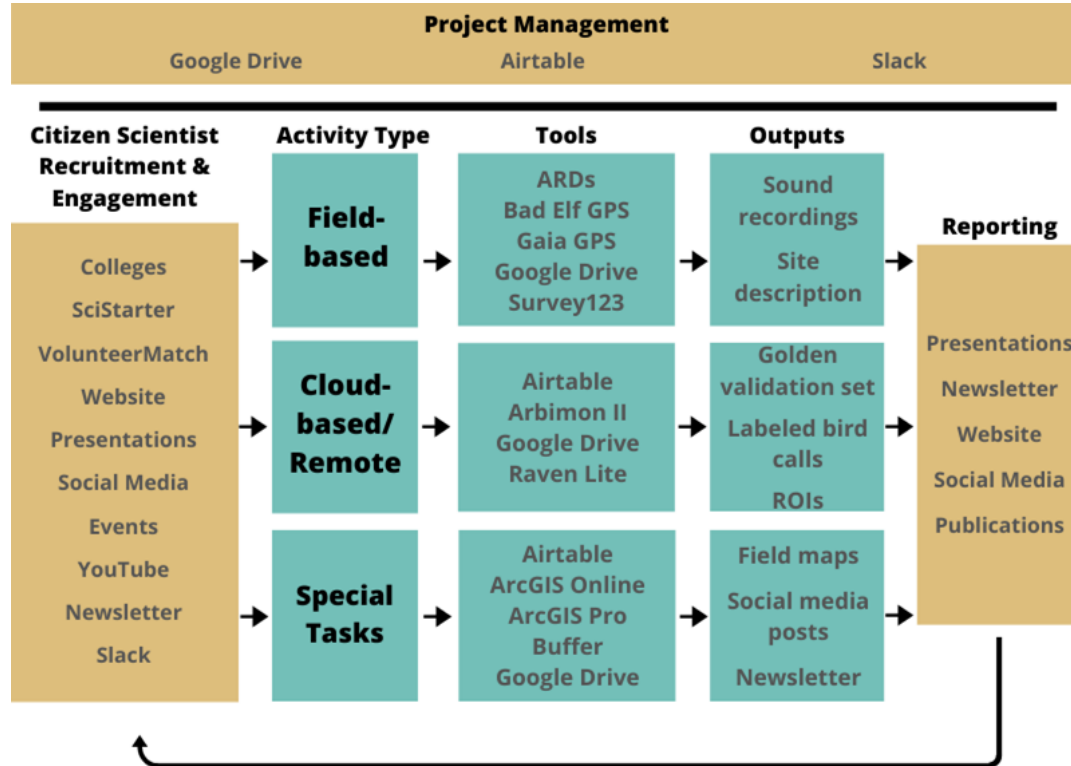 Project Management
Google Drive
Airtable
Slack
Citizen Scientist
Recruitment &
Engagement
Colleges
SciStarter
VolunteerMatch
Website
Presentations
Social Media
Events
YouTube
Newsletter
Slack
Activity Type
Field-
based
Cloud-
based/
Remote
Special
Tasks
Tools
ARDs
Bad Elf GPS
Gaia GPS
Google Drive
Survey123
Airtable
Arbimon II
Google Drive
Raven Lite
Airtable
ArcGIS Online
ArcGIS Pro
Buffer
Google Drive
Outputs
Sound
recordings
Site
description
Golden
validation set
Labeled bird
calls
ROIs
Field maps
Social media
posts
Newsletter
Reporting
Presentations
Newsletter
Website
Social Media
Publications